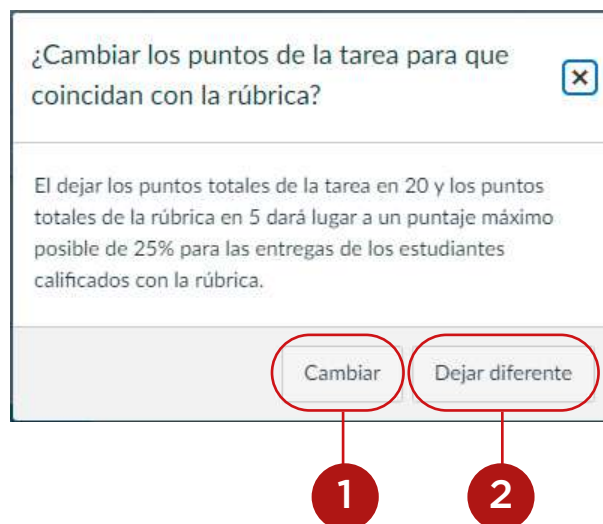 ¿Cambiar los puntos de la tarea para que
coincidan con la rúbrica?
El dejar los puntos totales de la tarea en 20 y los puntos
totales de la rúbrica en 5 dará lugar a un puntaje máximo
posible de 25% para las entregas de los estudiantes
calificados con la rúbrica.
Cambiar
Dejar diferente
1
2